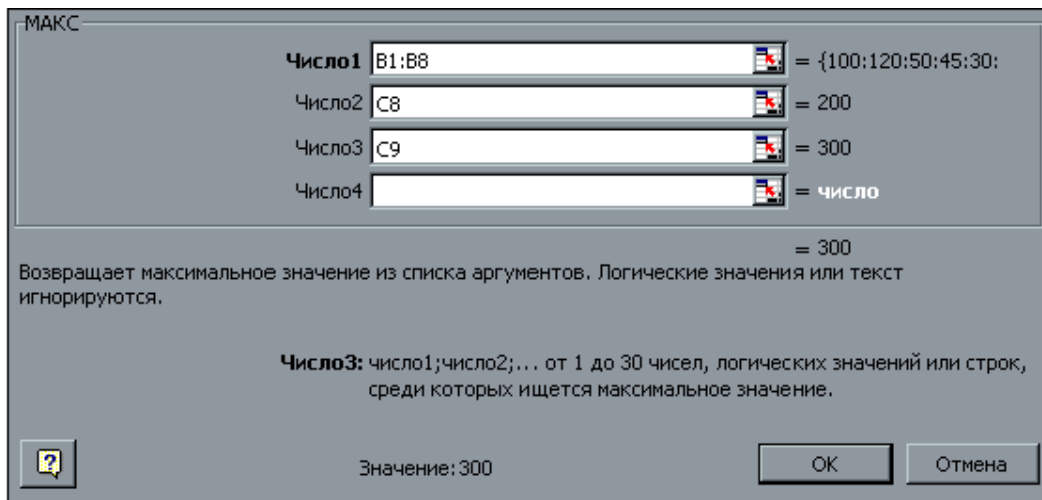 МАКС
Число1 B1:B8 = {100:120:50:45:30:
Число2 C8 = 200
Число3 C9 = 300
Число4 = число
= 300
Возвращает максимальное значение из списка аргументов. Логические значения или текст
игнорируются.
Число3: число1;число2;... от 1 до 30 чисел, логических значений или строк,
среди которых ищется максимальное значение.
? Значение:300 OK Отмена